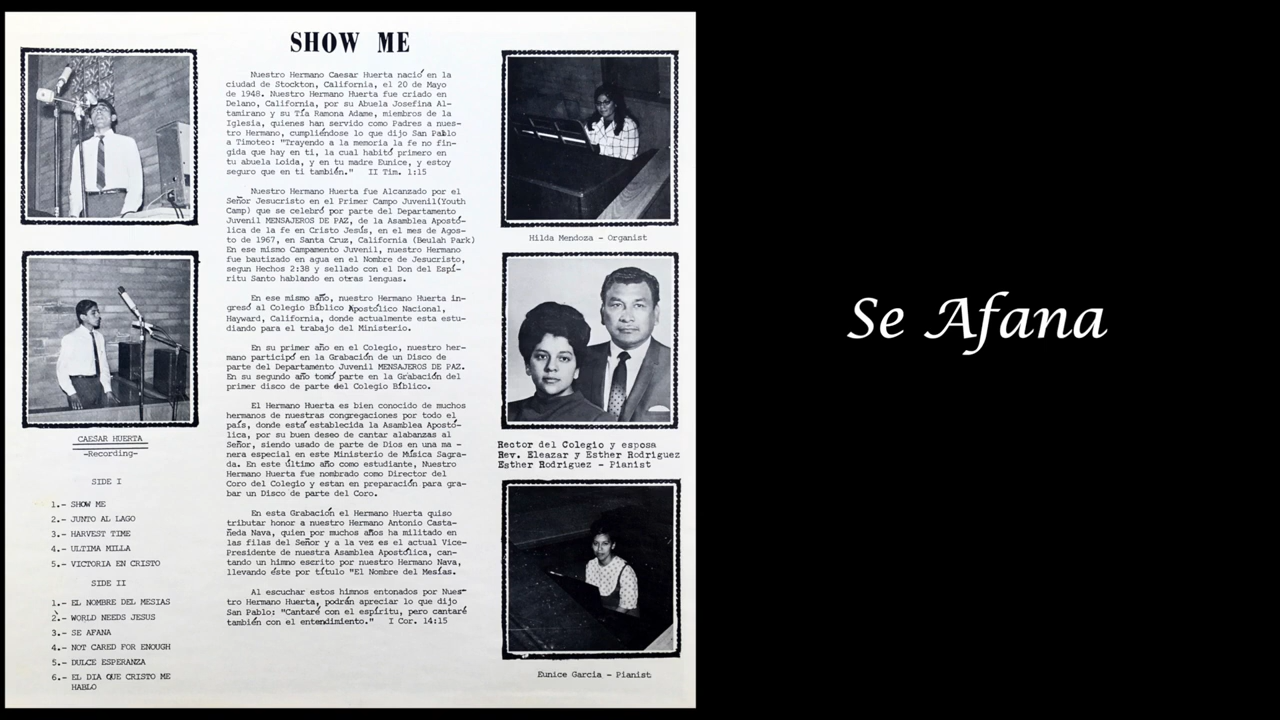 SHOW ME
Nuestro Hermano Caesar Huerta nació en la
ciudad de Stockton, California, el 20 de Mayo
de 1948. Nuestro Hermano Huerta fue criado en
Delano, California, por su Abuela Josefina Al-
tamirano y su Tía Ramona Adame, miembros de la
Iglesia, quienes han servido como Padres a nues-
tro Hermano, cumpliéndose lo que dijo San Pablo
a Timoteo: "Trayendo a la memoria la fe no fin-
gida que hay en ti, la cual habitó primero en
tu abuela Loida, y en tu madre Eunice, y estoy
seguro que en ti también." II Tim. 1:15
Nuestro Hermano Huerta fue Alcanzado por el
Señor Jesucristo en el Primer Campo Juvenil(Youth
Camp) que se celebró por parte del Departamento
Juvenil MENSAJEROS DE PAZ, de la Asamblea Apostó-
lica de la fe en Cristo Jesús, en el mes de Agos-
to de 1967, en Santa Cruz, California (Beulah Park)
En ese mismo Campamento Juvenil, nuestro Hermano
fue bautizado en agua en el Nombre de Jesucristo,
segun Hechos 2:38 y sellado con el Don del Espí-
ritu Santo hablando en otras lenguas.
En ese mismo año, nuestro Hermano Huerta in-
gresó al Colegio Bíblico Apostólico Nacional,
Hayward, California, donde actualmente esta estu-
diando para el trabajo del Ministerio.
En su primer año en el Colegio, nuestro her-
mano participó en la Grabación de un Disco de
parte del Departamento Juvenil MENSAJEROS DE PAZ.
En su segundo año tomó parte en la Grabación del
primer disco de parte del Colegio Bíblico.
El Hermano Huerta es bien conocido de muchos
hermanos de nuestras congregaciones por todo el
país, donde está establecida la Asamblea Apostó-
lica, por su buen deseo de cantar alabanzas al
Señor, siendo usado de parte de Dios en una ma -
nera especial en este Ministerio de Música Sagra-
da. En este último año como estudiante, Nuestro
Hermano Huerta fue nombrado como Director del
Coro del Colegio y estan en preparación para gra-
bar un Disco de parte del Coro.
En esta Grabación el Hermano Huerta quiso
tributar honor a nuestro Hermano Antonio Casta-
ñeda Nava, quien por muchos años ha militado en
las filas del Señor y a la vez es el actual Vice-
Presidente de nuestra Asamblea Apostólica, can-
tando un himno escrito por nuestro Hermano Nava,
llevando éste por título "El Nombre del Mesías.
Al escuchar estos himnos entonados por Nues-
tro Hermano Huerta, podrán apreciar lo que dijo
San Pablo: "Cantaré con el espíritu, pero cantaré
también con el entendimiento." I Cor. 14:15
CAESAR HUERTA
-Recording-
SIDE I
1.- SHOW ME
2.- JUNTO AL LAGO
3.- HARVEST TIME
4.- ULTIMA MILLA
5.- VICTORIA EN CRISTO
SIDE II
1.- EL NOMBRE DEL MESIAS
2.- WORLD NEEDS JESUS
3.- SE AFANA
4.- NOT CARED FOR ENOUGH
5.- DULCE ESPERANZA
6.- EL DIA QUE CRISTO ME
HABLO
Hilda Mendoza - Organist
Rector del Colegio y esposa
Rev. Eleazar y Esther Rodriguez
Esther Rodriguez - Pianist
Eunice Garcia - Pianist
Se Afana